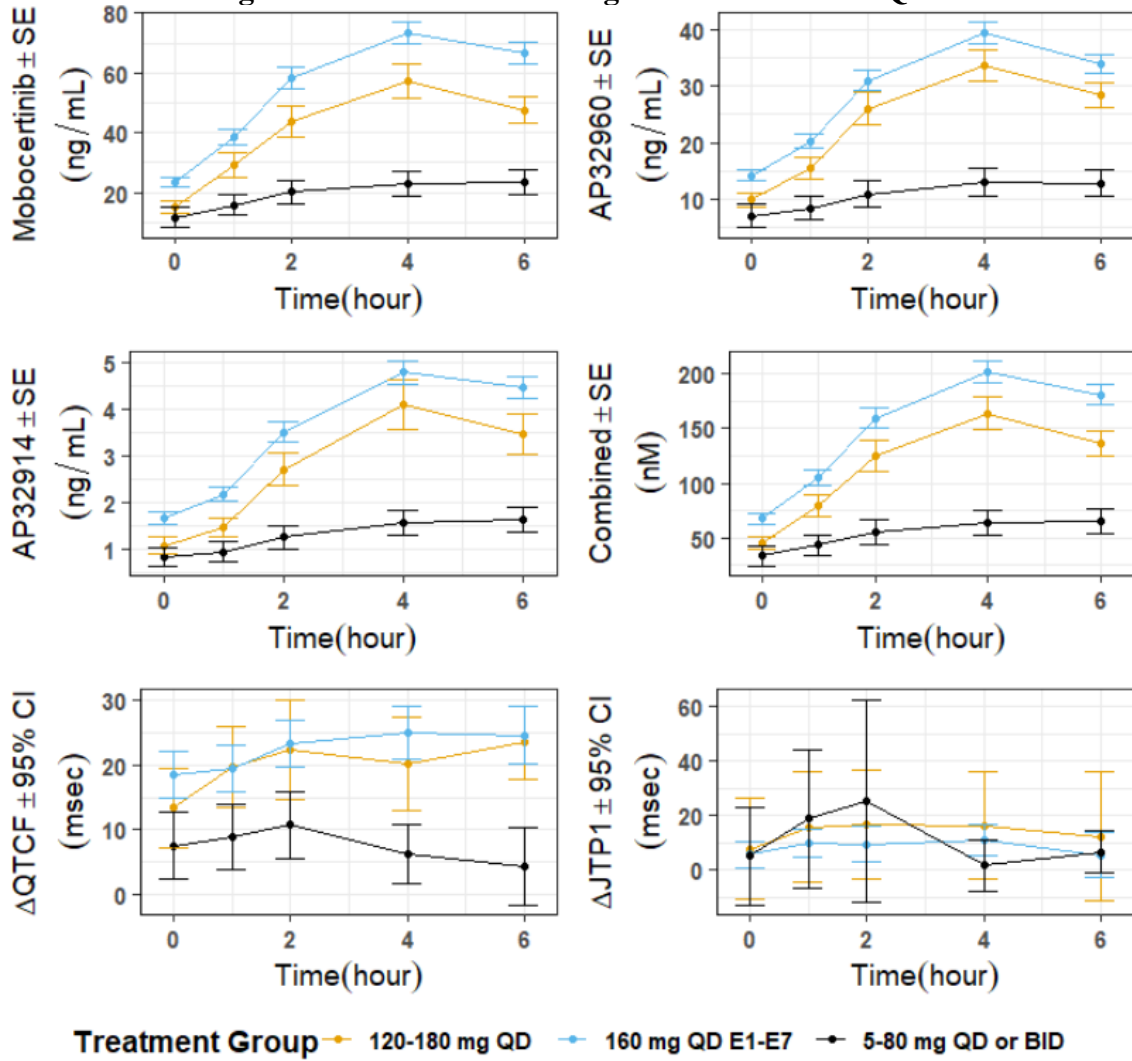 80
60
40
20
0 2 4 6
Time(hour)
Mobocertinib ± SE
(ng/mL)
40
30
20
10
0 2 4 6
Time(hour)
AP32960 ± SE
(ng/mL)
5
4
3
2
1
0 2 4 6
Time(hour)
AP32914 ± SE
(ng/mL)
200
150
100
50
0 2 4 6
Time(hour)
Combined ± SE
(nM)
30
20
10
0
0 2 4 6
Time(hour)
ΔQTCF ± 95% CI
(msec)
60
40
20
0
0 2 4 6
Time(hour)
ΔJTP1 ± 95% CI
(msec)
Treatment Group 120-180 mg QD 160 mg QD E1-E7 5-80 mg QD or BID